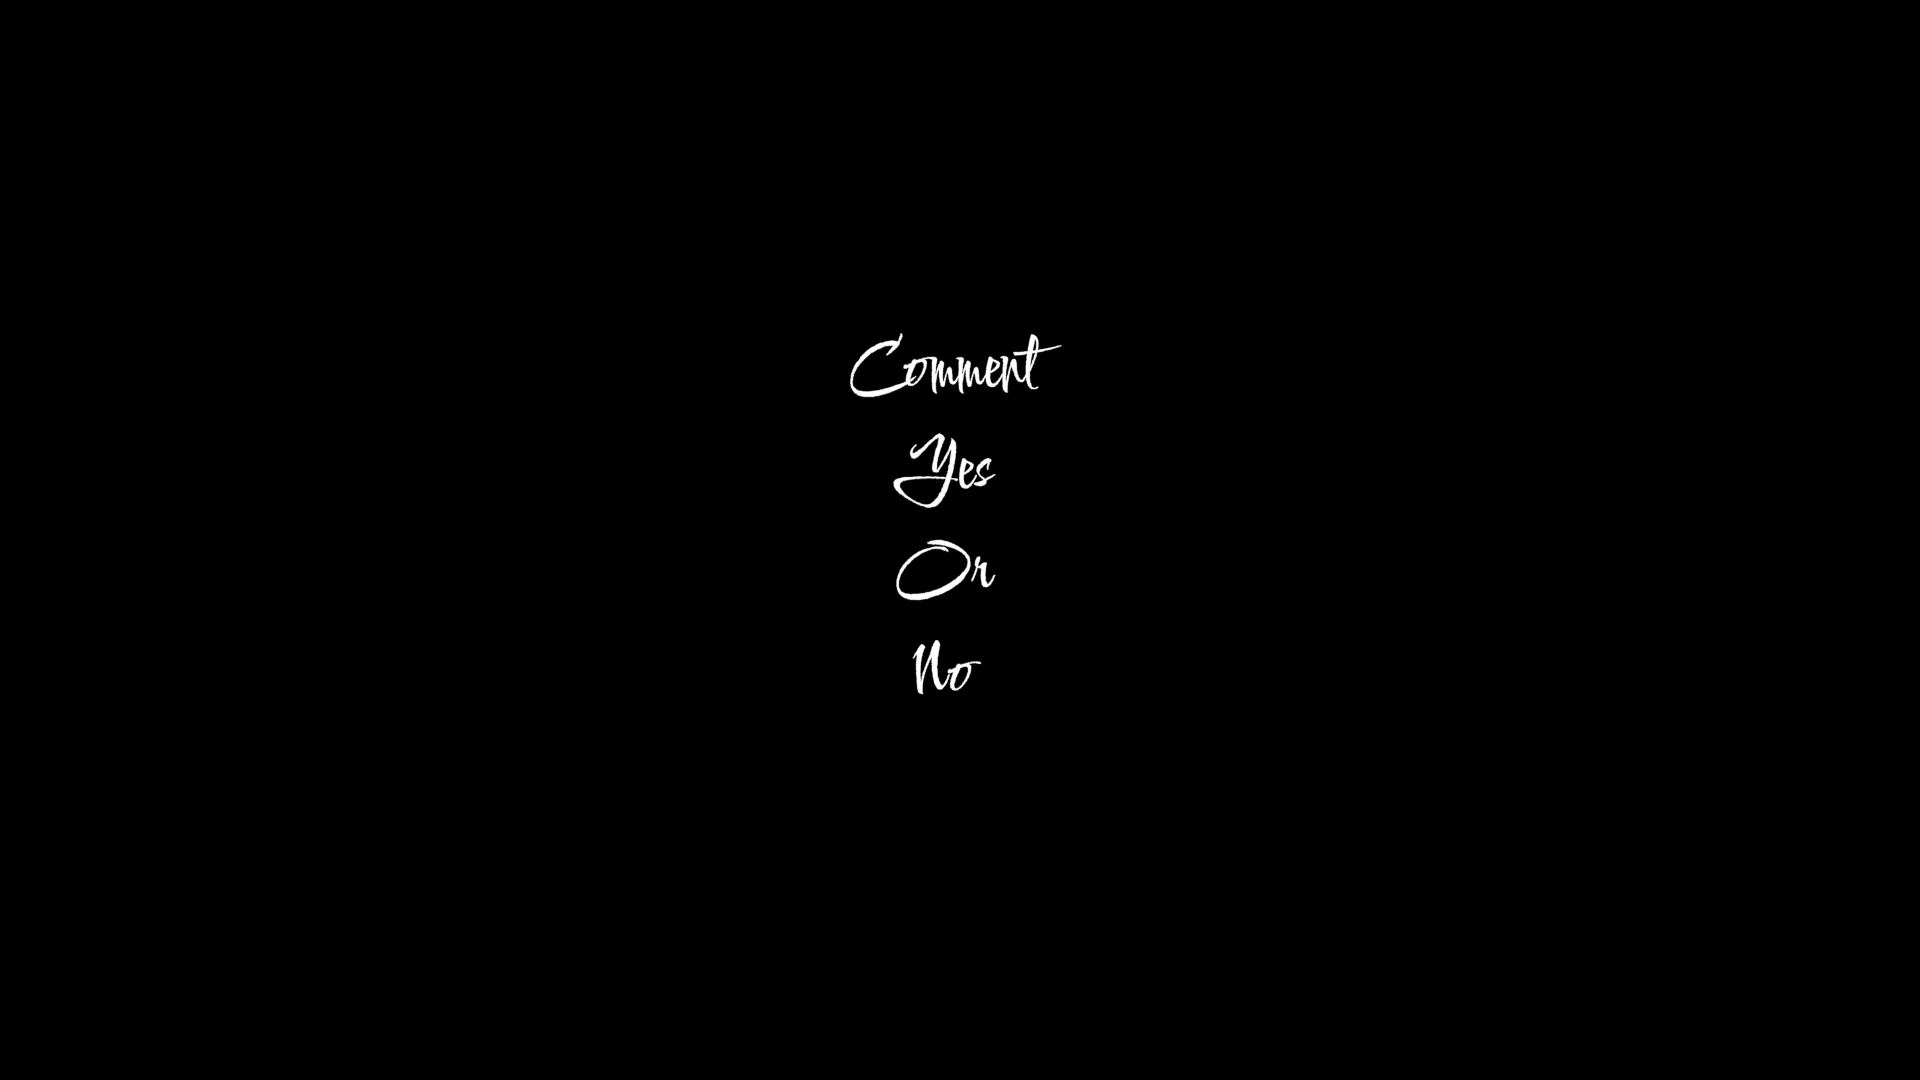 Comment
Yes
Or
No